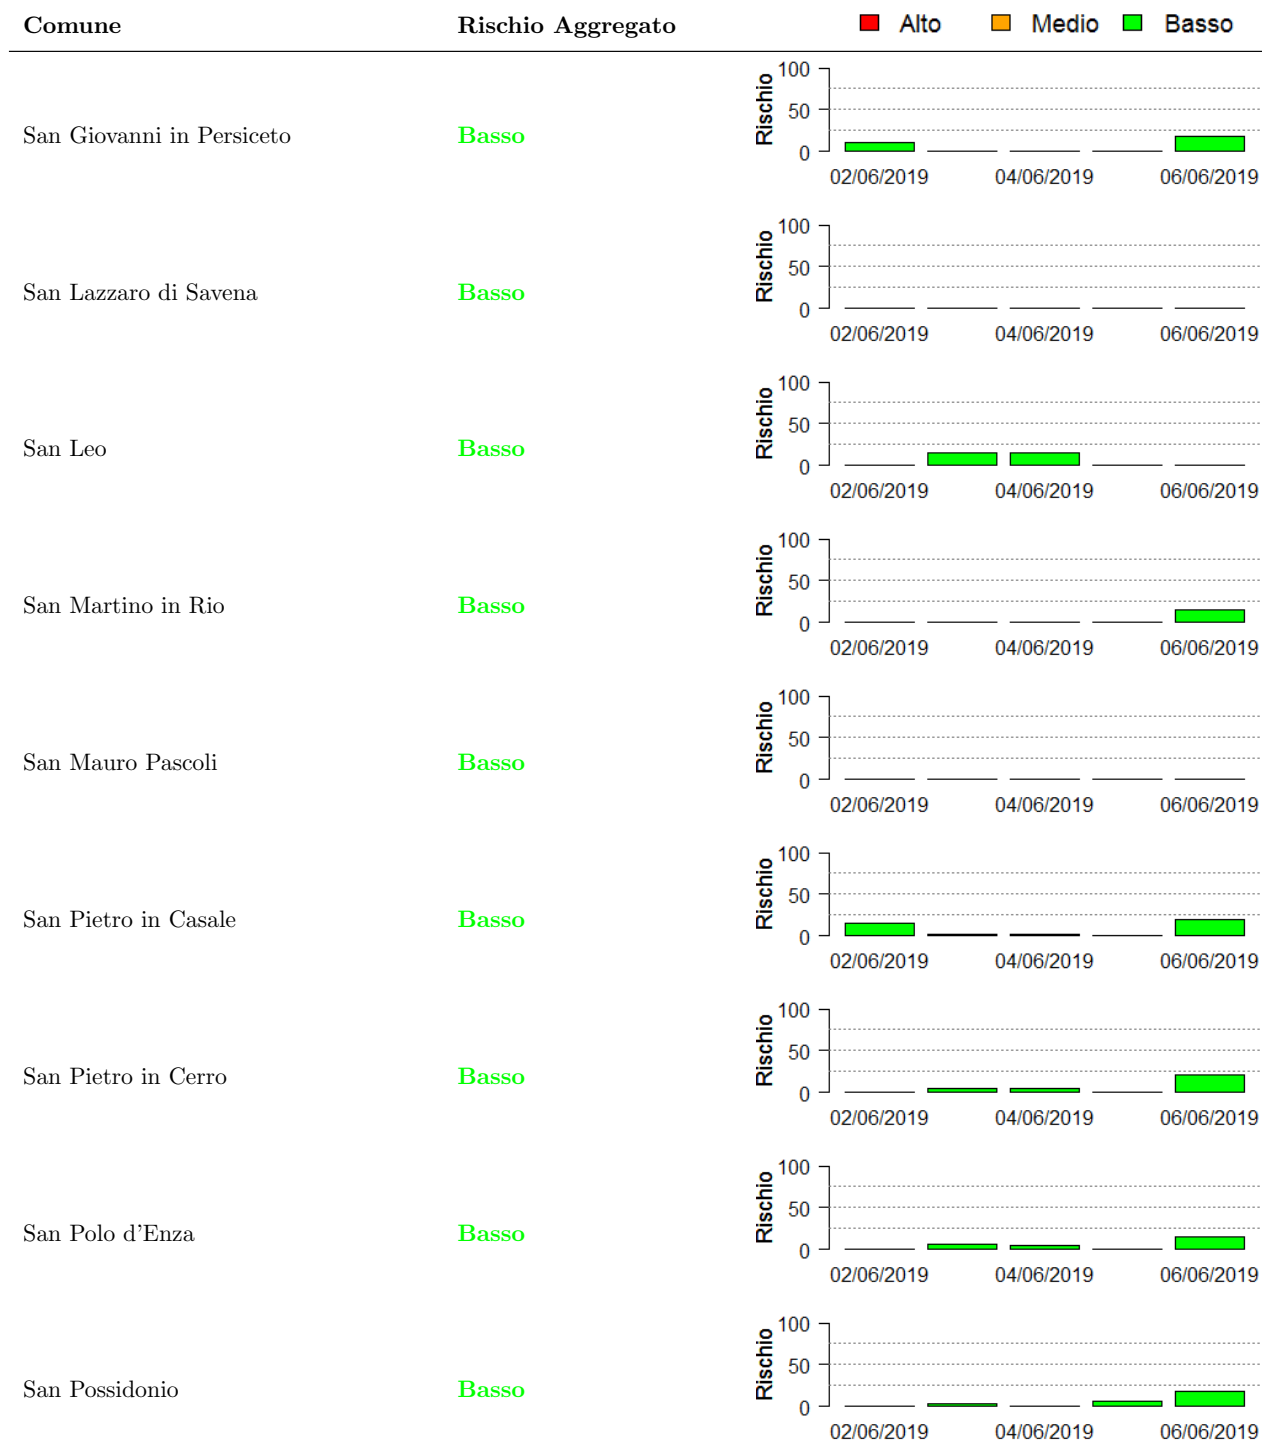 Comune Rischio Aggregato Alto Medio Basso
San Giovanni in Persiceto Basso Rischio 100 50 0
02/06/2019 04/06/2019 06/06/2019
San Lazzaro di Savena Basso Rischio 100 50 0
02/06/2019 04/06/2019 06/06/2019
San Leo Basso Rischio 100 50 0
02/06/2019 04/06/2019 06/06/2019
San Martino in Rio Basso Rischio 100 50 0
02/06/2019 04/06/2019 06/06/2019
San Mauro Pascoli Basso Rischio 100 50 0
02/06/2019 04/06/2019 06/06/2019
San Pietro in Casale Basso Rischio 100 50 0
02/06/2019 04/06/2019 06/06/2019
San Pietro in Cerro Basso Rischio 100 50 0
02/06/2019 04/06/2019 06/06/2019
San Polo d'Enza Basso Rischio 100 50 0
02/06/2019 04/06/2019 06/06/2019
San Possidonio Basso Rischio 100 50 0
02/06/2019 04/06/2019 06/06/2019